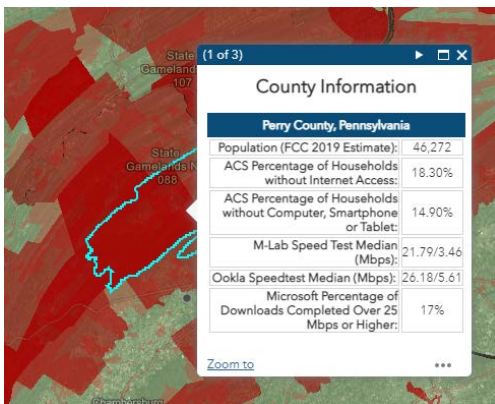 State
Gameland
107
State
Gamelands N
088
(1 of 3)
County Information
Perry County, Pennsylvania
Population (FCC 2019 Estimate): 46,272
ACS Percentage of Households
without Internet Access: 18.30%
ACS Percentage of Households
without Computer, Smartphone
or Tablet: 14.90%
M-Lab Speed Test Median
(Mbps): 21.79/3.46
Ookla Speedtest Median (Mbps): 26.18/5.61
Microsoft Percentage of
Downloads Completed Over 25
Mbps or Higher: 17%
Zoom to
Chambersburg